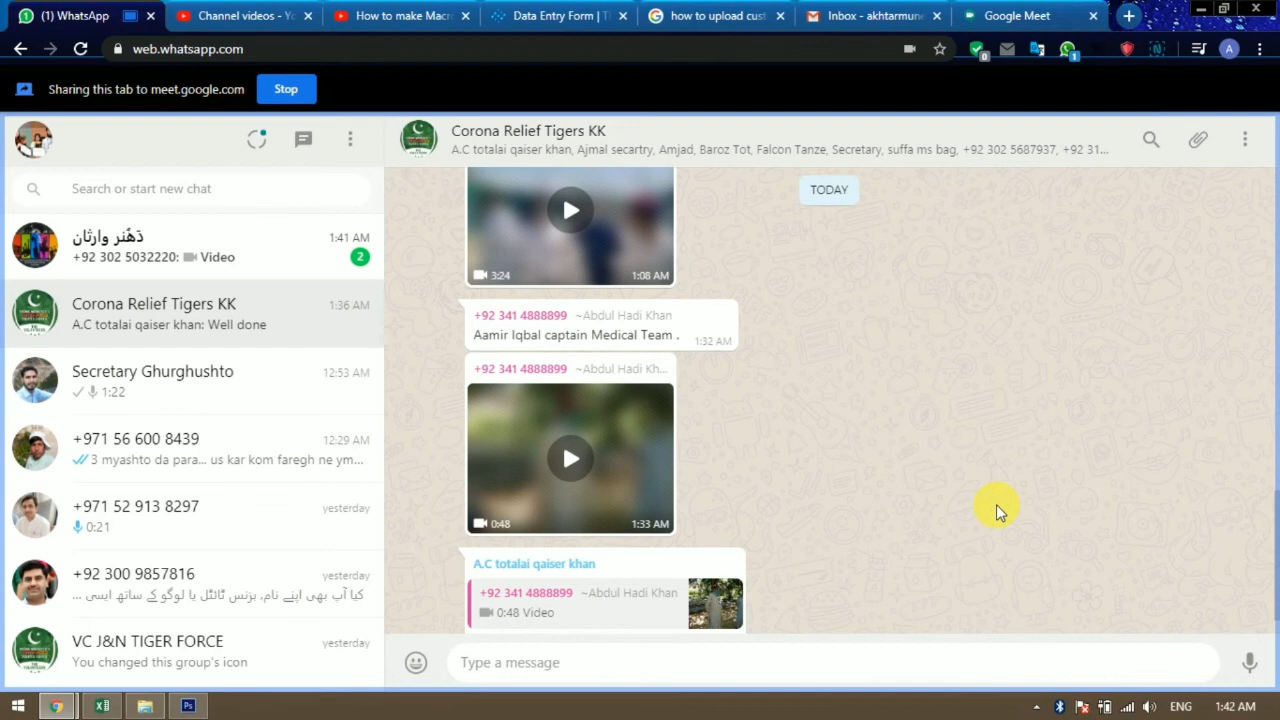 (1) WhatsApp
Channel videos - Yo
How to make Macr
Data Entry Form | Ti
how to upload cust
Inbox - akhtarmune
Google Meet
web.whatsapp.com
0
1
A
Sharing this tab to meet.google.com
Stop
Corona Relief Tigers KK
A.C totalai qaiser khan, Ajmal secartry, Amjad, Baroz Tot, Falcon Tanze, Secretary, suffa ms bag, +92 302 5687937, +92 31...
Search or start new chat
TODAY
دَهُنر وارثان
1:41 AM
+92 302 5032220: Video
2
Corona Relief Tigers KK
1:36 AM
A.C totalai qaiser khan: Well done
Secretary Ghurghushto
12:53 AM
1:22
+971 56 600 8439
12:29 AM
3 myashto da para... us kar kom faregh ne ym...
+971 52 913 8297
yesterday
0:21
+92 300 9857816
yesterday
کیا آپ بھی اپنے نام، بزنس ٹائٹل یا لوگو کے ساتھ ایسی ...
VC J&N TIGER FORCE
yesterday
You changed this group's icon
3:24
1:08 AM
+92 341 4888899 ~Abdul Hadi Khan
Aamir Iqbal captain Medical Team .
1:32 AM
+92 341 4888899 ~Abdul Hadi Kh...
0:48
1:33 AM
A.C totalai qaiser khan
+92 341 4888899 ~Abdul Hadi Khan
0:48 Video
Type a message
Ps
ENG
1:42 AM